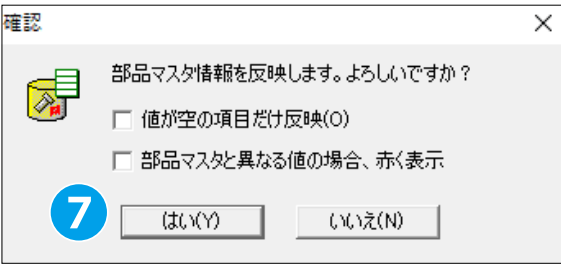 確認
部品マスタ情報を反映します。よろしいですか？
値が空の項目だけ反映(O)
部品マスタと異なる値の場合、赤く表示
7 はい(Y) いいえ(N)